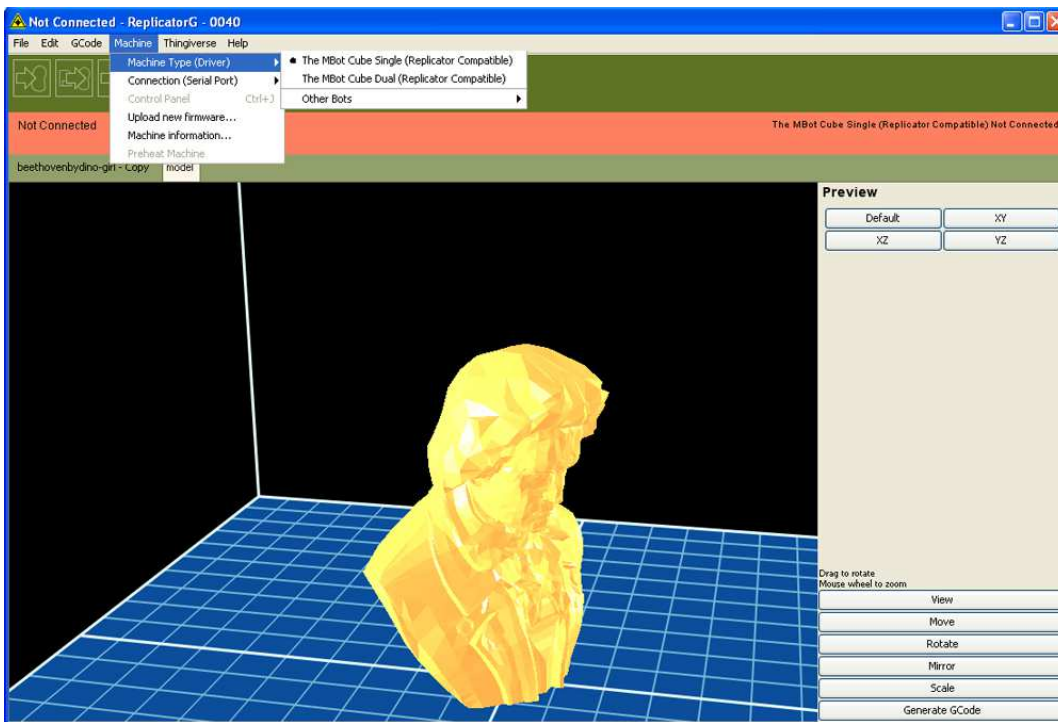 Not Connected - ReplicatorG - 0040
File Edit GCode Machine Thingiverse Help
Machine Type (Driver)
Connection (Serial Port)
Control Panel Ctrl+J
Upload new firmware...
Machine information...
Preheat Machine
The MBot Cube Single (Replicator Compatible)
The MBot Cube Dual (Replicator Compatible)
Other Bots
Not Connected
The MBot Cube Single (Replicator Compatible) Not Connected
beethovenbydino-girl - Copy model
Preview
Default XY
XZ YZ
Drag to rotate
Mouse wheel to zoom
View
Move
Rotate
Mirror
Scale
Generate GCode